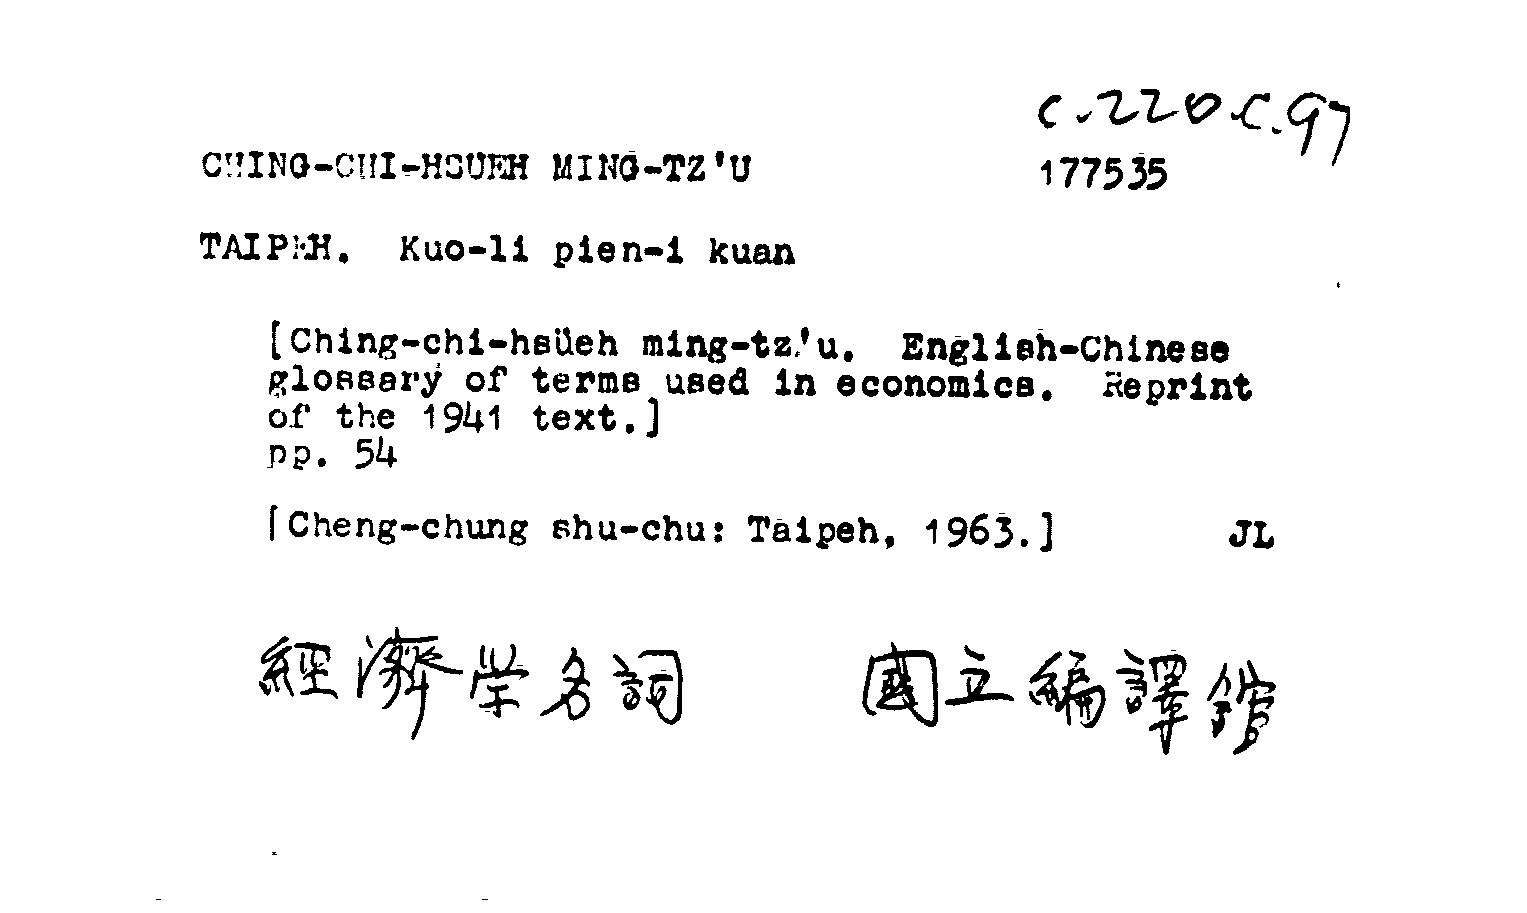 C.220.C.97
CHING-CHI-HSUEH MING-TZ'U 177535
TAIPEH. Kuo-li pien-i kuan
[Ching-chi-hsüeh ming-tz'u. English-Chinese
glossary of terms used in economics. Reprint
of the 1941 text.]
pp. 54
[Cheng-chung shu-chu: Taipeh, 1963.] JL
經濟学名詞 國立編譯館